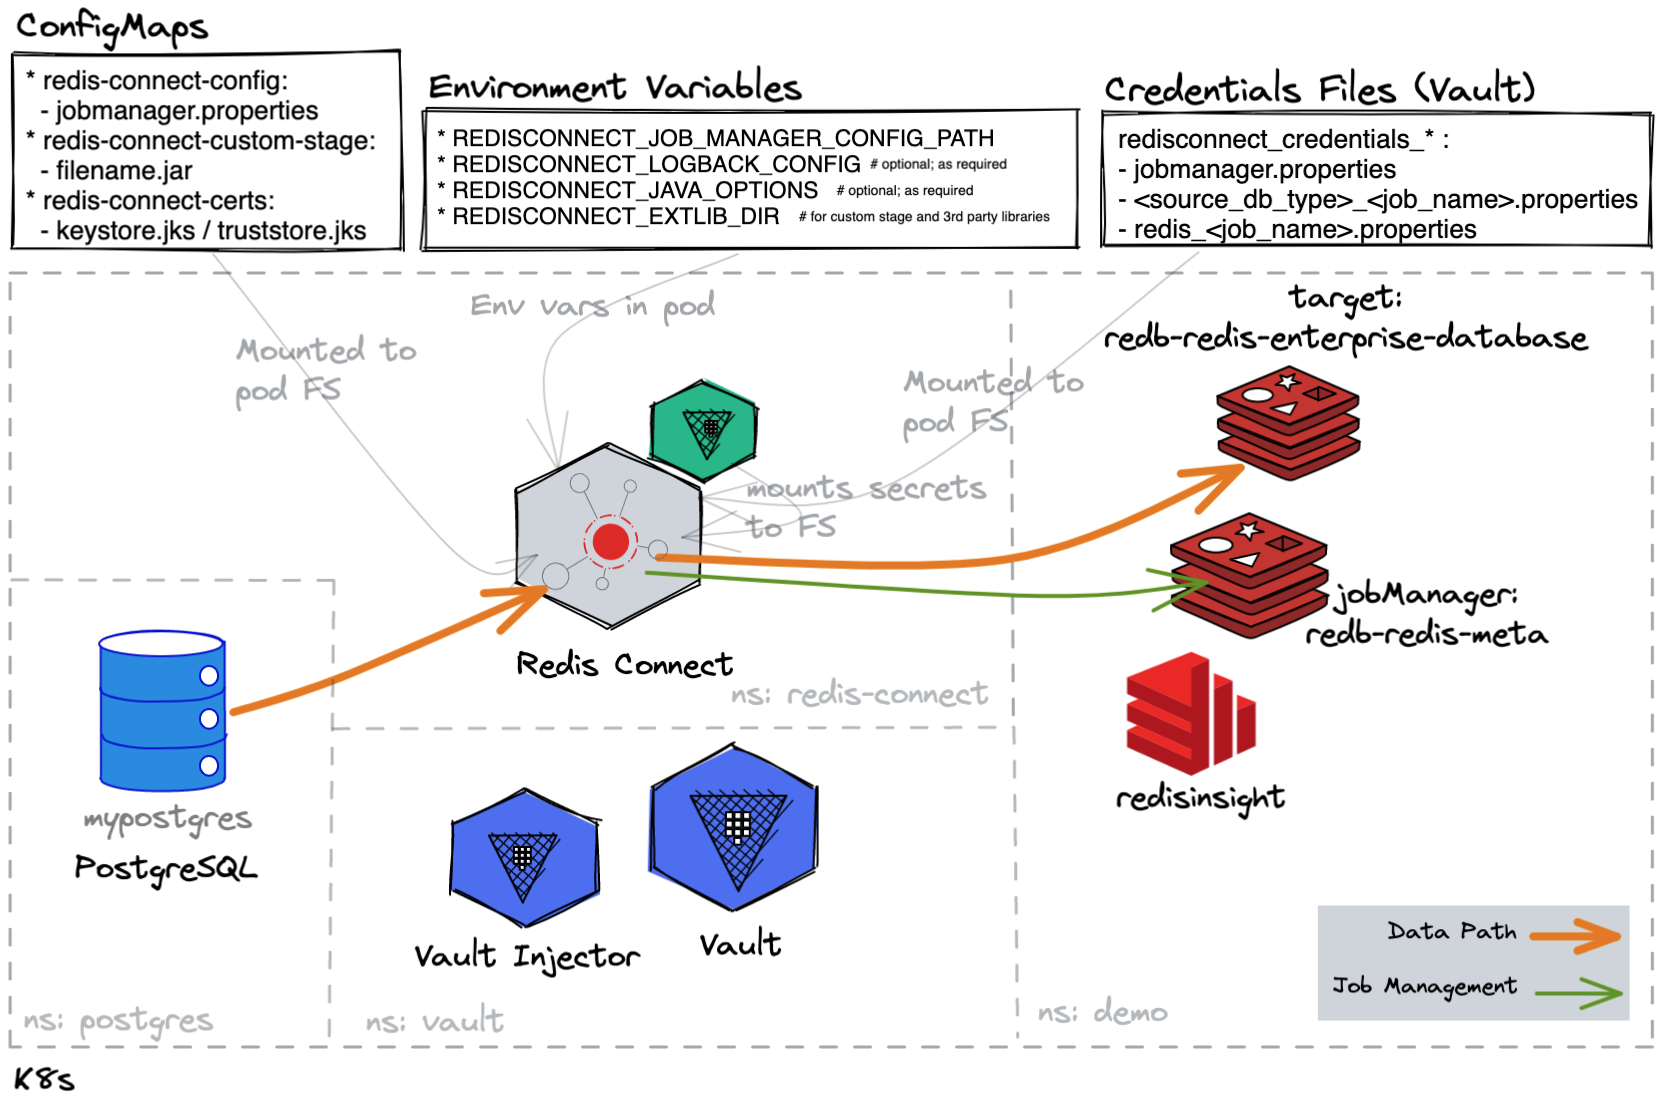 ConfigMaps
* redis-connect-config:
- jobmanager.properties
* redis-connect-custom-stage:
- filename.jar
* redis-connect-certs:
- keystore.jks / truststore.jks
Environment Variables
* REDISCONNECT_JOB_MANAGER_CONFIG_PATH
* REDISCONNECT_LOGBACK_CONFIG # optional; as required
* REDISCONNECT_JAVA_OPTIONS # optional; as required
* REDISCONNECT_EXTLIB_DIR # for custom stage and 3rd party libraries
Credentials Files (Vault)
redisconnect_credentials_* :
- jobmanager.properties
- <source_db_type>_<job_name>.properties
- redis_<job_name>.properties
Mounted to
pod FS
Env vars in pod
Mounted to
pod FS
mounts secrets
to FS
target:
redb-redis-enterprise-database
jobManager:
redb-redis-meta
Redis Connect
ns: redis-connect
redisinsight
mypostgres
PostgreSQL
Vault Injector
Vault
ns: postgres
ns: vault
ns: demo
Data Path
Job Management
K8s